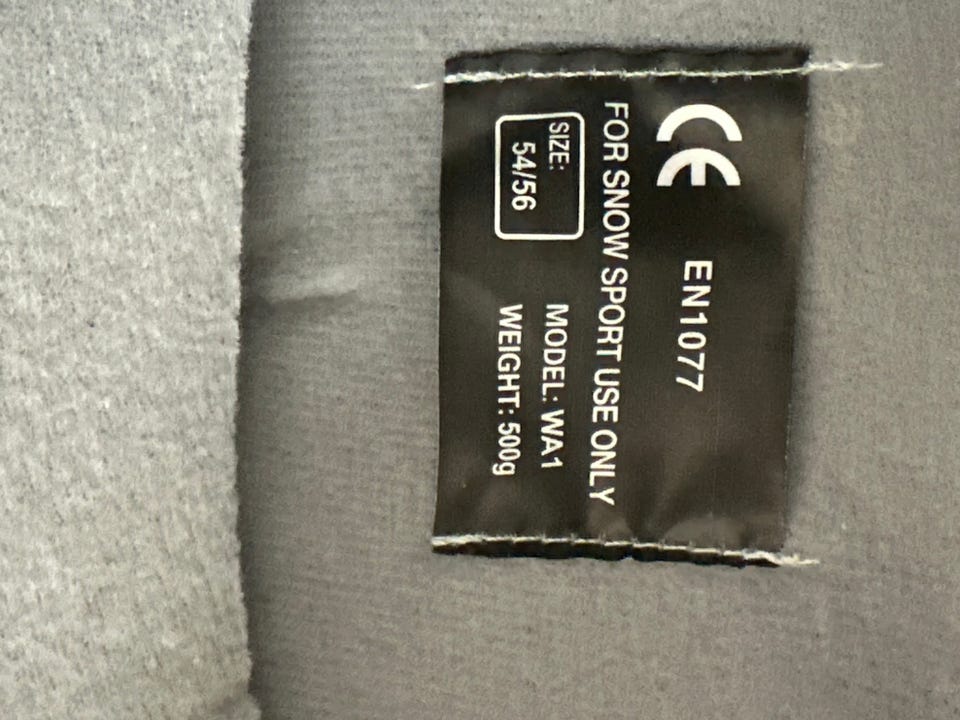 CE EN1077
FOR SNOW SPORT USE ONLY
SIZE: MODEL: WA1
54/56 WEIGHT: 500g